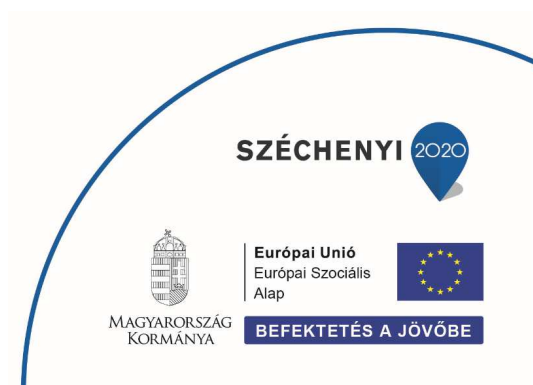 SZÉCHENYI 2020
Európai Unió
Európai Szociális
Alap
MAGYARORSZÁG
KORMÁNYA
BEFEKTETÉS A JÖVŐBE